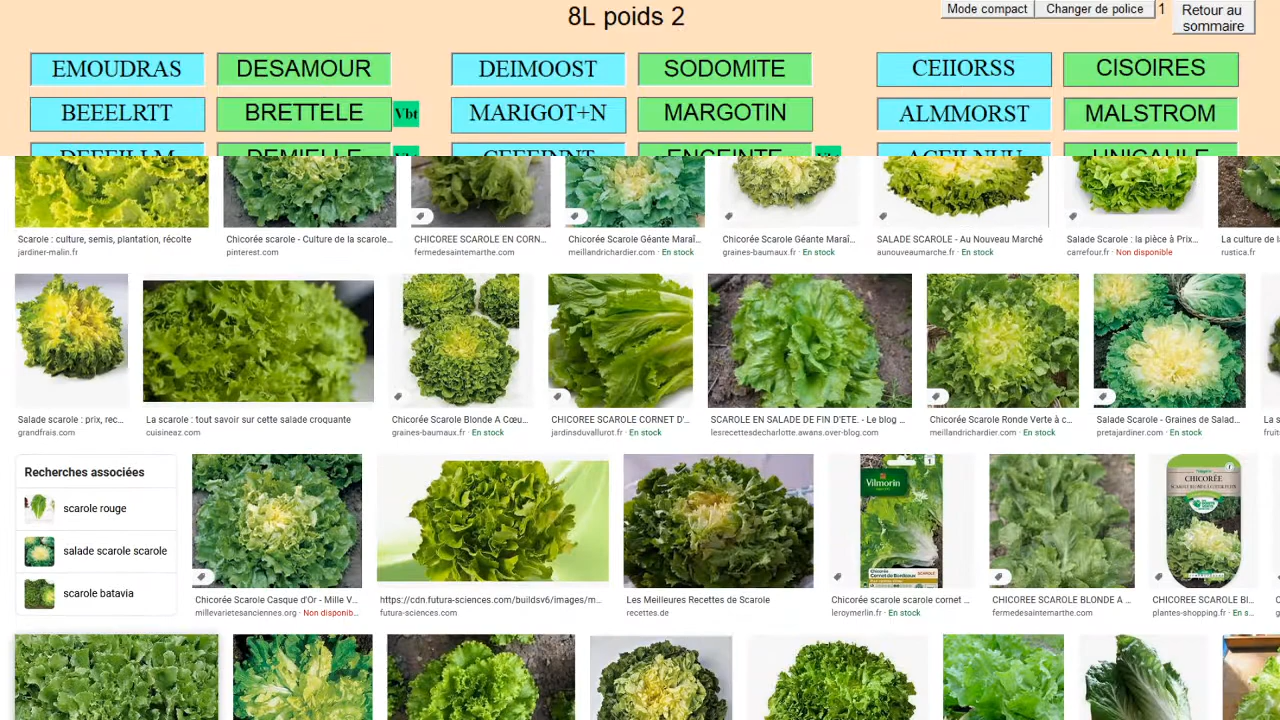 8L poids 2
Mode compact Changer de police 1 Retour au sommaire
EMOUDRAS DESAMOUR DEIMOOST SODOMITE CEIIORSS CISOIRES
BEEELRTT BRETTELE Vbt MARIGOT+N MARGOTIN ALMMORST MALSTROM
Scarole : culture, semis, plantation, récolte
jardiner-malin.fr
Chicorée scarole - Culture de la scarole...
pinterest.com
CHICOREE SCAROLE EN CORN...
fermedesaintemarthe.com
Chicorée Scarole Géante Maraî...
meillandrichardier.com · En stock
Chicorée Scarole Géante Maraî...
graines-baumaux.fr · En stock
SALADE SCAROLE - Au Nouveau Marché
aunouveaumarche.fr · En stock
Salade Scarole : la pièce à Prix...
carrefour.fr · Non disponible
La culture de l
rustica.fr
Salade scarole : prix, rec...
grandfrais.com
La scarole : tout savoir sur cette salade croquante
cuisineaz.com
Chicorée Scarole Blonde A Cœu...
graines-baumaux.fr · En stock
CHICOREE SCAROLE CORNET D'...
jardinsduvallurot.fr · En stock
SCAROLE EN SALADE DE FIN D'ETE. - Le blog ...
lesrecettesdecharlotte.awans.over-blog.com
Chicorée Scarole Ronde Verte à c...
meillandrichardier.com · En stock
Salade Scarole - Graines de Salad...
pretajardiner.com · En stock
Recherches associées
scarole rouge
salade scarole scarole
scarole batavia
Chicorée Scarole Casque d'Or - Mille V...
millevarietesanciennes.org · Non disponib...
https://cdn.futura-sciences.com/buildsv6/images/m...
futura-sciences.com
Les Meilleures Recettes de Scarole
recettes.de
Vilmorin
Chicorée scarole scarole cornet ...
leroymerlin.fr · En stock
CHICOREE SCAROLE BLONDE A ...
fermedesaintemarthe.com
CHICORÉE
CHICOREE SCAROLE BI...
plantes-shopping.fr · En s...